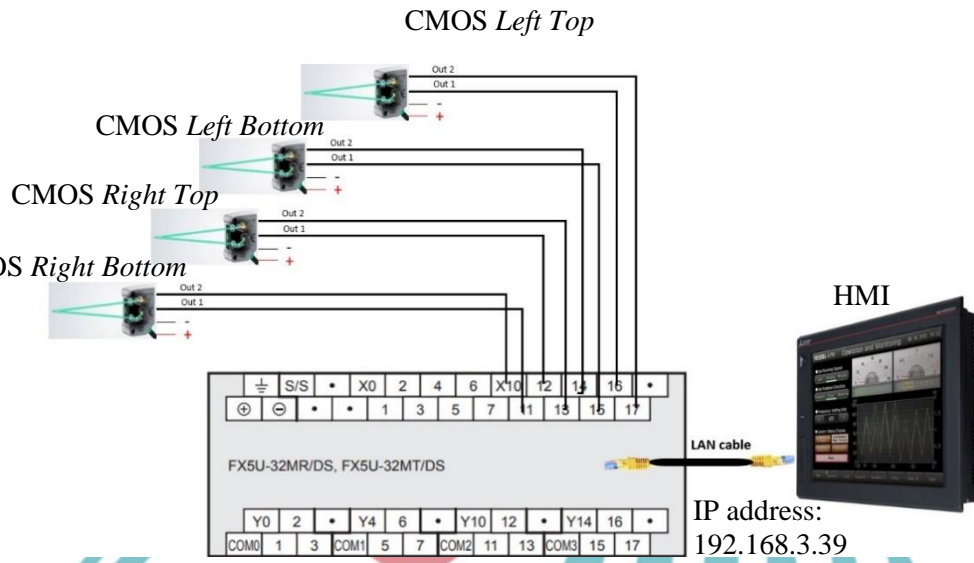 CMOS Left Top
Out 2
Out 1
-
+
CMOS Left Bottom
Out 2
Out 1
-
+
CMOS Right Top
Out 2
Out 1
-
+
OS Right Bottom
Out 2
Out 1
-
+
HMI
Operation and Monitoring
S/S • X0 2 4 6 X10 12 14 16 •
⊕ ⊖ • • 1 3 5 7 11 13 15 17
LAN cable
FX5U-32MR/DS, FX5U-32MT/DS
IP address:
192.168.3.39
Y0 2 • Y4 6 • Y10 12 • Y14 16 •
COM0 1 3 COM1 5 7 COM2 11 13 COM3 15 17